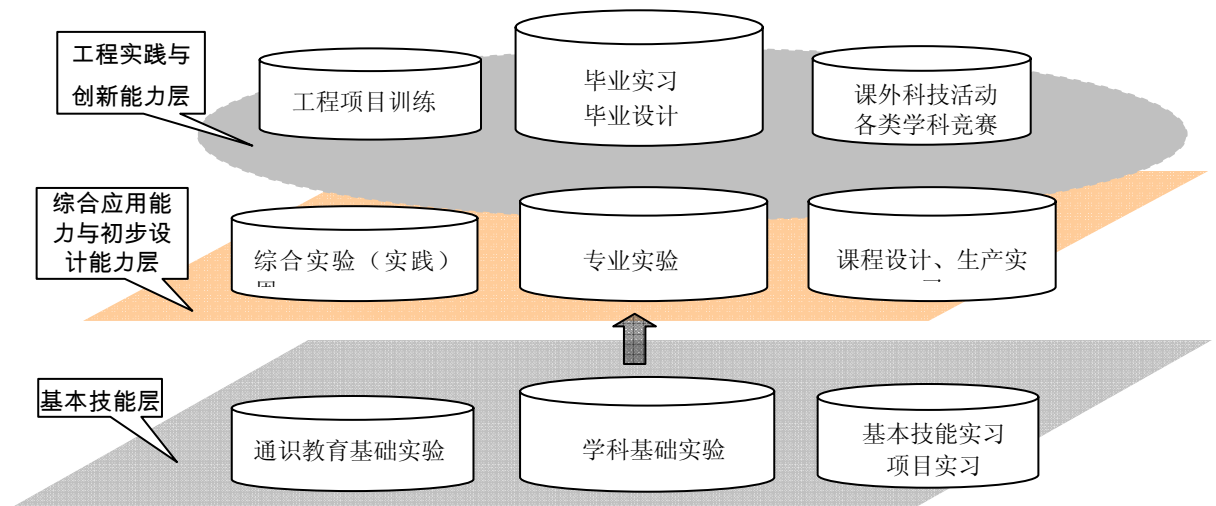 工程实践与
创新能力层
工程项目训练
毕业实习
毕业设计
课外科技活动
各类学科竞赛
综合应用能
力与初步设
计能力层
综合实验（实践）
专业实验
课程设计、生产实
基本技能层
通识教育基础实验
学科基础实验
基本技能实习
项目实习